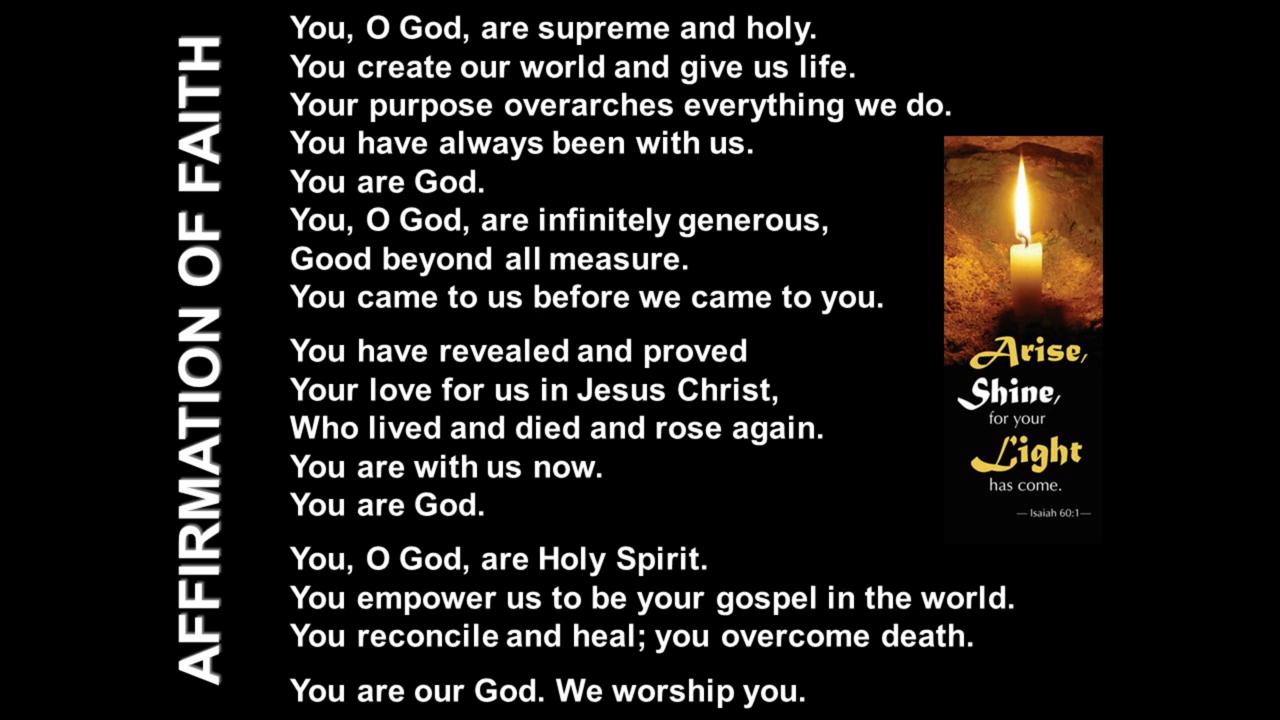 AFFIRMATION OF FAITH
You, O God, are supreme and holy.
You create our world and give us life.
Your purpose overarches everything we do.
You have always been with us.
You are God.
You, O God, are infinitely generous,
Good beyond all measure.
You came to us before we came to you.
You have revealed and proved
Your love for us in Jesus Christ,
Who lived and died and rose again.
You are with us now.
You are God.
You, O God, are Holy Spirit.
You empower us to be your gospel in the world.
You reconcile and heal; you overcome death.
You are our God. We worship you.
Arise,
Shine,
for your
Light
has come.
— Isaiah 60:1—